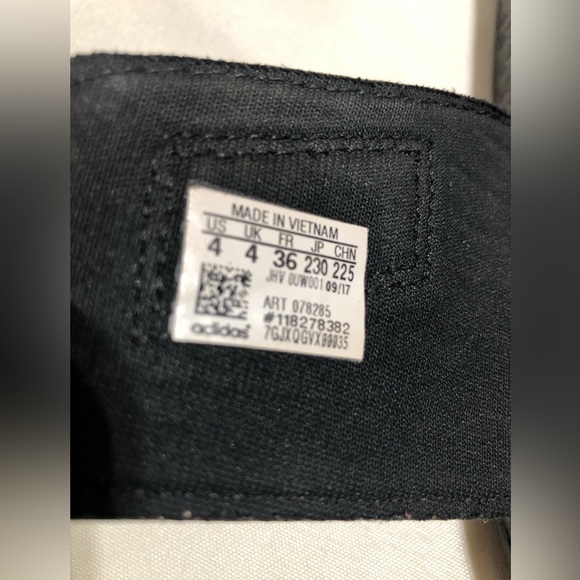 MADE IN VIETNAM
US UK FR JP CHN
4 4 36 230 225
JHV 0UW001 09/17
ART 078285
#118278382
adidas 7GJXQGVX99035